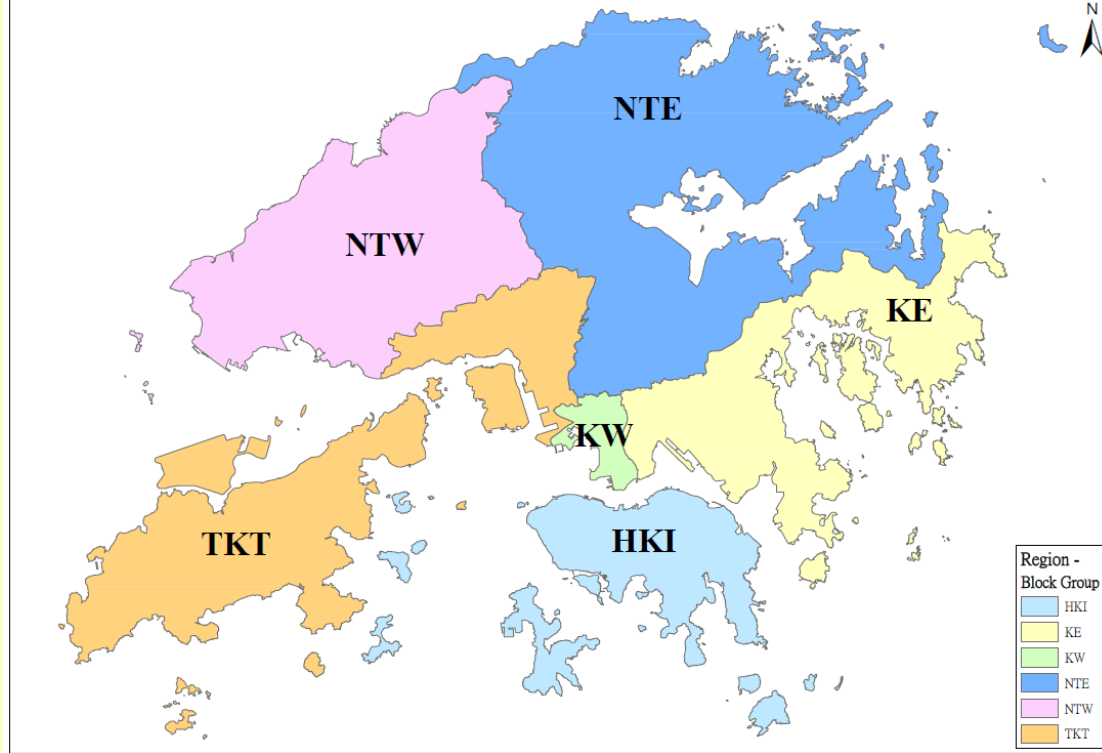 N
NTE
NTW
KE
KW
TKT
HKI
Region -
Block Group
HKI
KE
KW
NTE
NTW
TKT